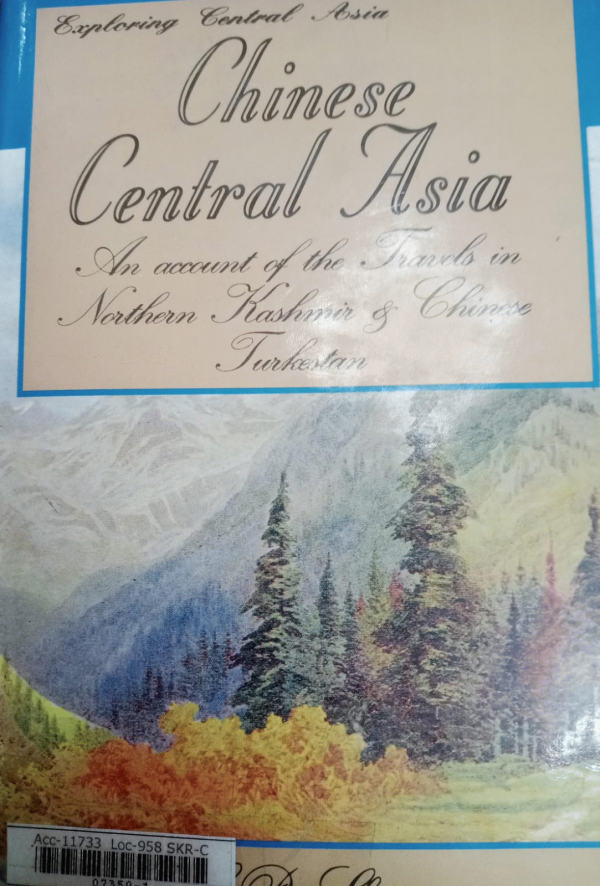 Exploring Central Asia
Chinese
Central Asia
An account of the Travels in
Northern Kashmir & Chinese
Turkestan
Acc-11733 Loc-958 SKR-C